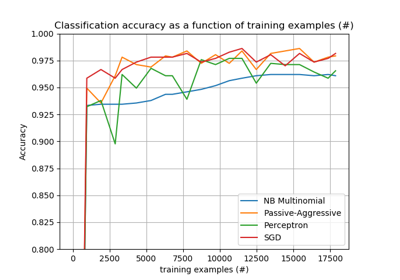 Classification accuracy as a function of training examples (#)
1.000
0.975
0.950
0.925
0.900
0.875
0.850
0.825
0.800
Accuracy
NB Multinomial
Passive-Aggressive
Perceptron
SGD
0 2500 5000 7500 10000 12500 15000 17500
training examples (#)